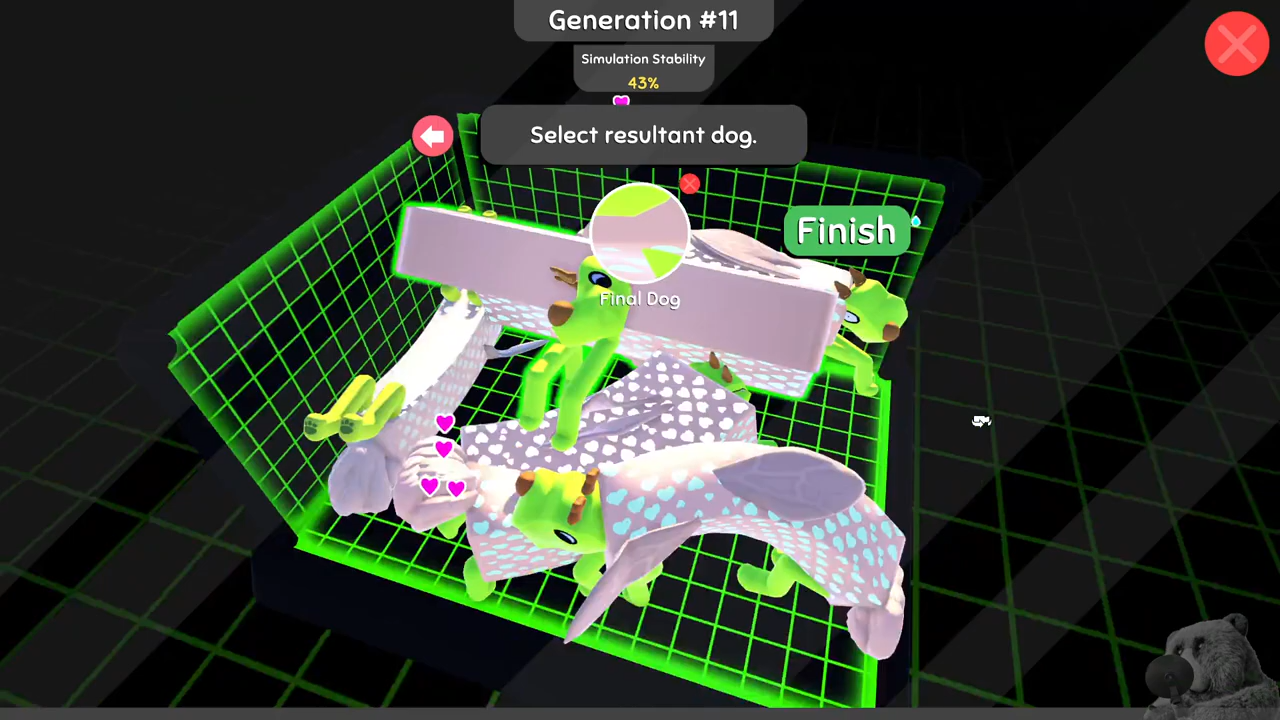 Generation #11
Simulation Stability
43%
Select resultant dog.
Finish
Final Dog